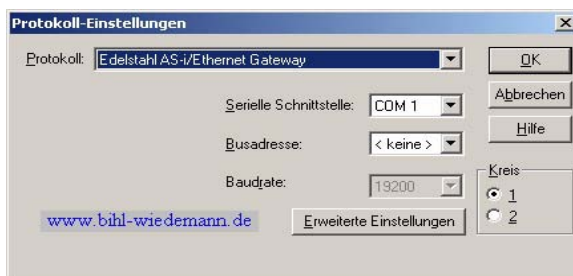 Protokoll-Einstellungen
Protokoll: Edelstahl AS-i/Ethernet Gateway
OK
Serielle Schnittstelle: COM 1
Abbrechen
Busadresse: < keine >
Hilfe
Baudrate: 19200
Kreis
1
2
www.bihl-wiedemann.de
Erweiterte Einstellungen